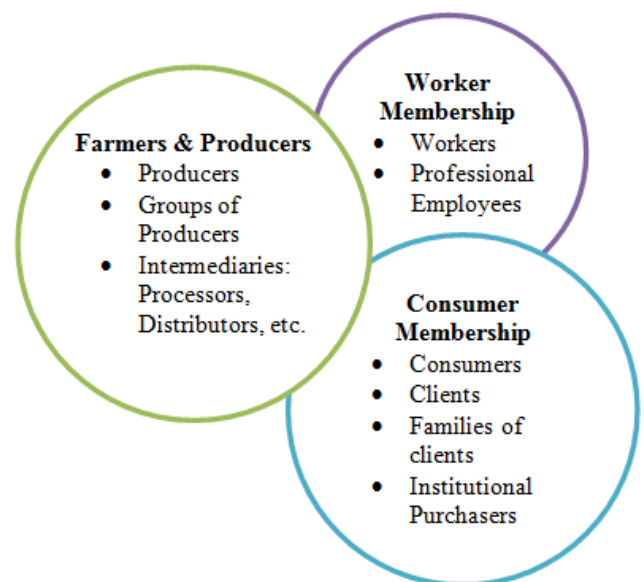 Farmers & Producers
• Producers
• Groups of
Producers
• Intermediaries:
Processors,
Distributors, etc.
Worker
Membership
• Workers
• Professional
Employees
Consumer
Membership
• Consumers
• Clients
• Families of
clients
• Institutional
Purchasers